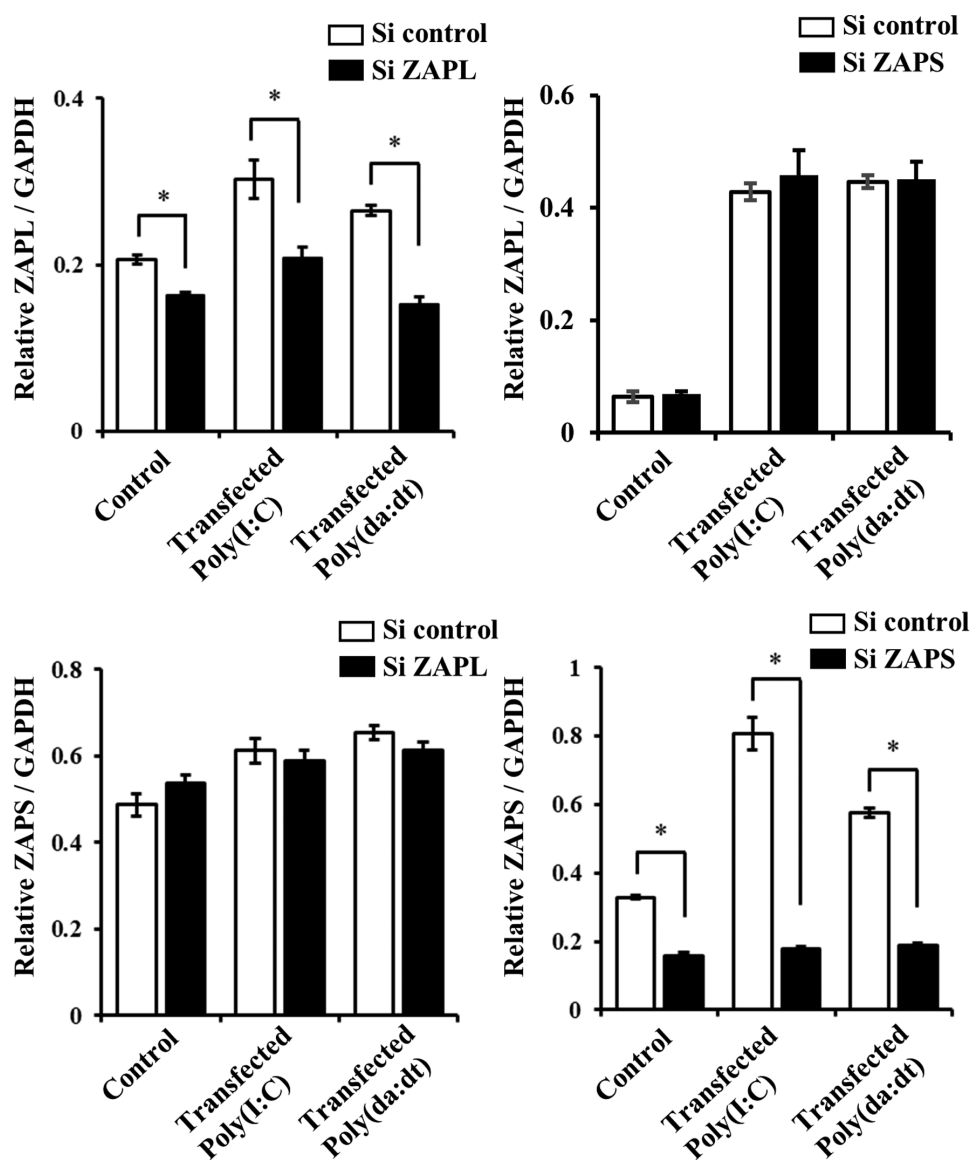 Si control
Si ZAPL
Relative ZAPL / GAPDH
0.4
0.2
0
*
*
*
Control
Transfected
Poly(I:C)
Transfected
Poly(da:dt)
Si control
Si ZAPS
Relative ZAPL / GAPDH
0.6
0.4
0.2
0
Control
Transfected
Poly(I:C)
Transfected
Poly(da:dt)
Si control
Si ZAPL
Relative ZAPS / GAPDH
0.8
0.6
0.4
0.2
0
Control
Transfected
Poly(I:C)
Transfected
Poly(da:dt)
Si control
Si ZAPS
Relative ZAPS / GAPDH
1
0.8
0.6
0.4
0.2
0
*
*
*
Control
Transfected
Poly(I:C)
Transfected
Poly(da:dt)